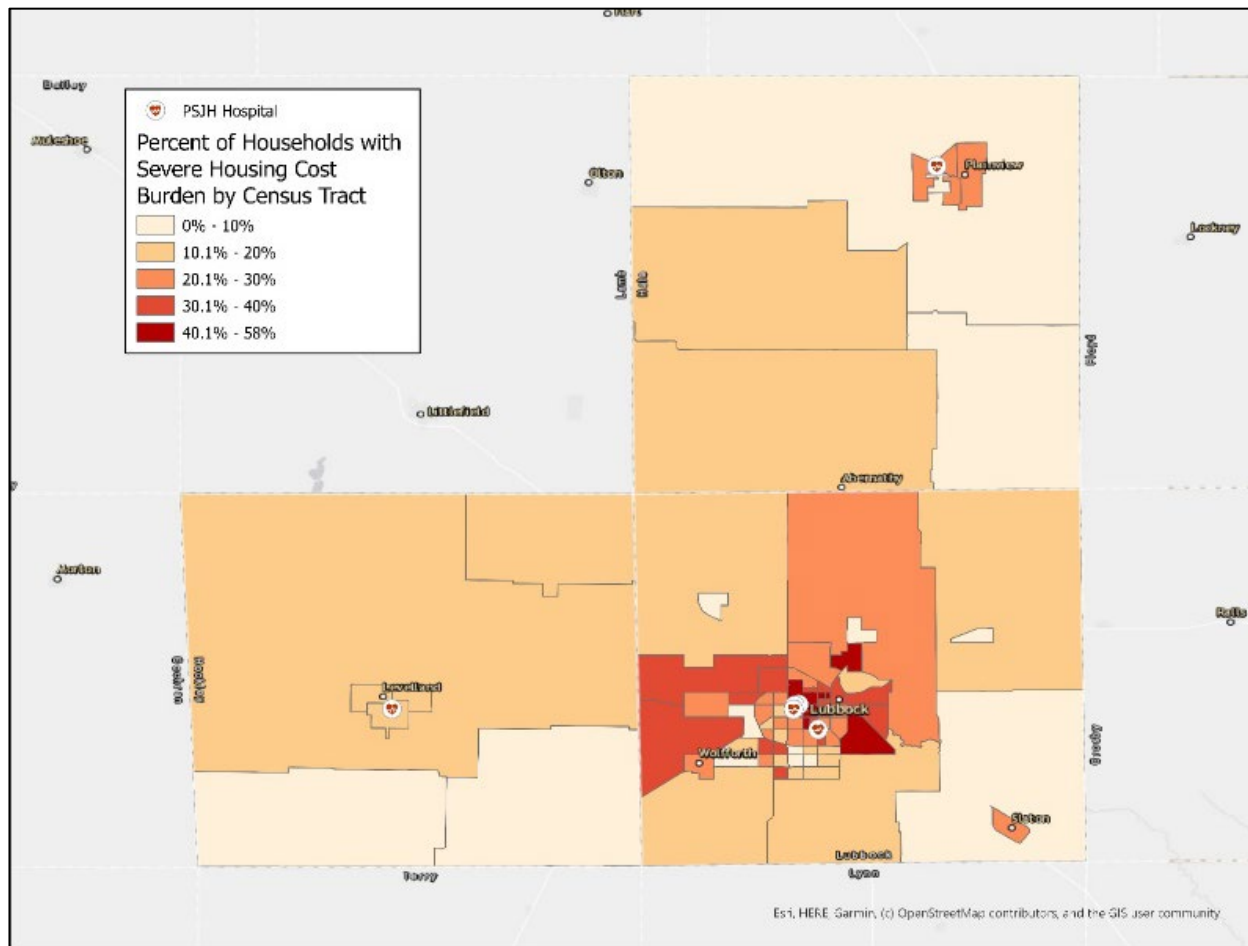 Bailey
Muleshoe
PSJH Hospital
Percent of Households with
Severe Housing Cost
Burden by Census Tract
0% - 10%
10.1% - 20%
20.1% - 30%
30.1% - 40%
40.1% - 58%
Olton
Plainview
Lockney
Lamb
Hale
Floyd
Littlefield
Abernathy
Morton
Ralls
Cochran
Hockley
Levelland
Lubbock
Wolfforth
Crosby
Slaton
Lubbock
Terry
Lynn
Esri, HERE, Garmin, (c) OpenStreetMap contributors, and the GIS user community